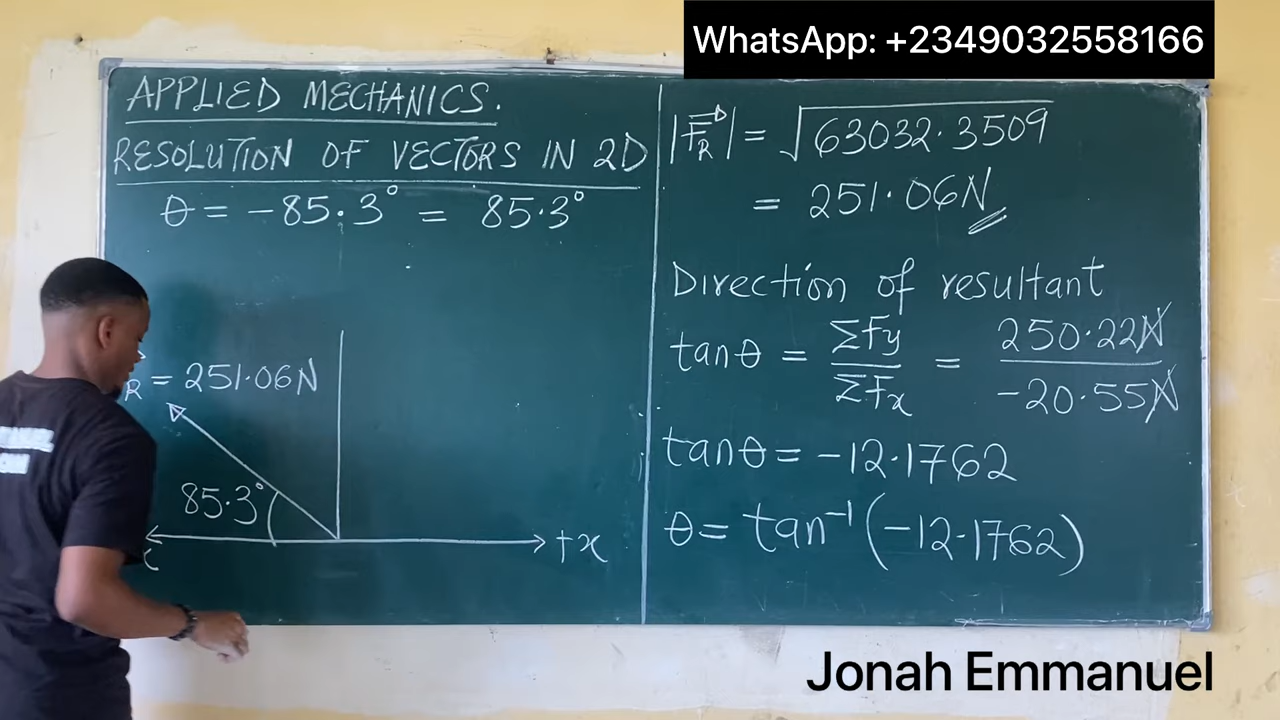 WhatsApp: +2349032558166
APPLIED MECHANICS.
RESOLUTION OF VECTORS IN 2D
θ = -85.3° = 85.3°
R = 251.06N
85.3°
+x
|F⃗_R| = √63032.3509
= 251.06N
Direction of resultant
tanθ = ΣFy/ΣFx = 250.22N/-20.55N
tanθ = -12.1762
θ = tan⁻¹(-12.1762)
Jonah Emmanuel